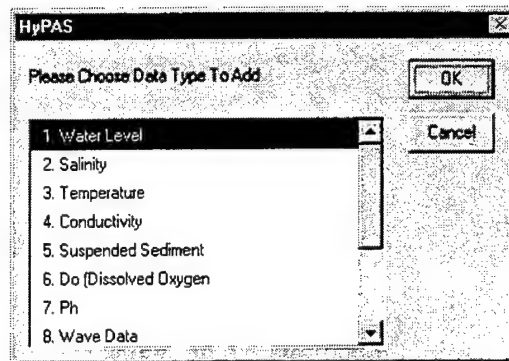 HyPAS
Please Choose Data Type To Add
OK
Cancel
1. Water Level
2. Salinity
3. Temperature
4. Conductivity
5. Suspended Sediment
6. Do (Dissolved Oxygen
7. Ph
8. Wave Data